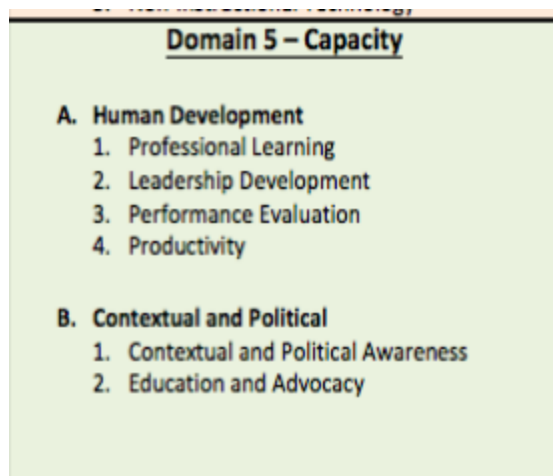 Domain 5 – Capacity
A. Human Development
1. Professional Learning
2. Leadership Development
3. Performance Evaluation
4. Productivity
B. Contextual and Political
1. Contextual and Political Awareness
2. Education and Advocacy